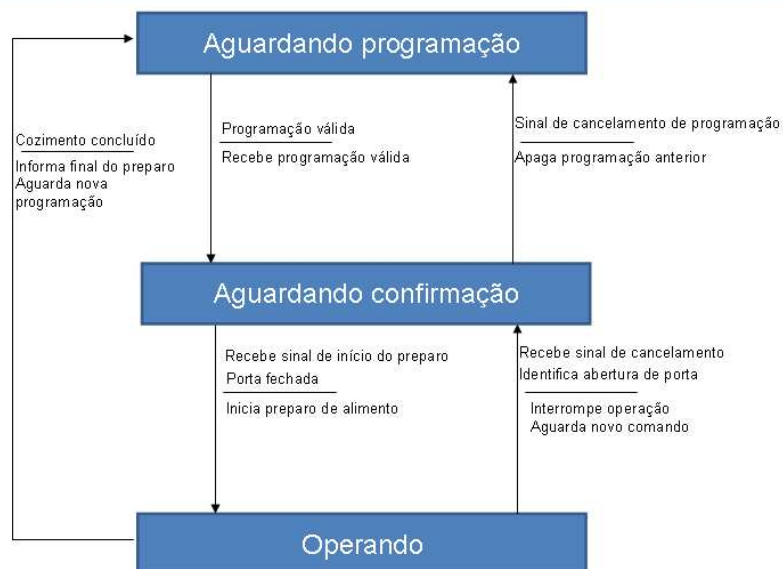 Aguardando programação
Cozimento concluído
Informa final do preparo
Aguarda nova
programação
Programação válida
Recebe programação válida
Sinal de cancelamento de programação
Apaga programação anterior
Aguardando confirmação
Recebe sinal de início do preparo
Porta fechada
Inicia preparo de alimento
Recebe sinal de cancelamento
Identifica abertura de porta
Interrompe operação
Aguarda novo comando
Operando